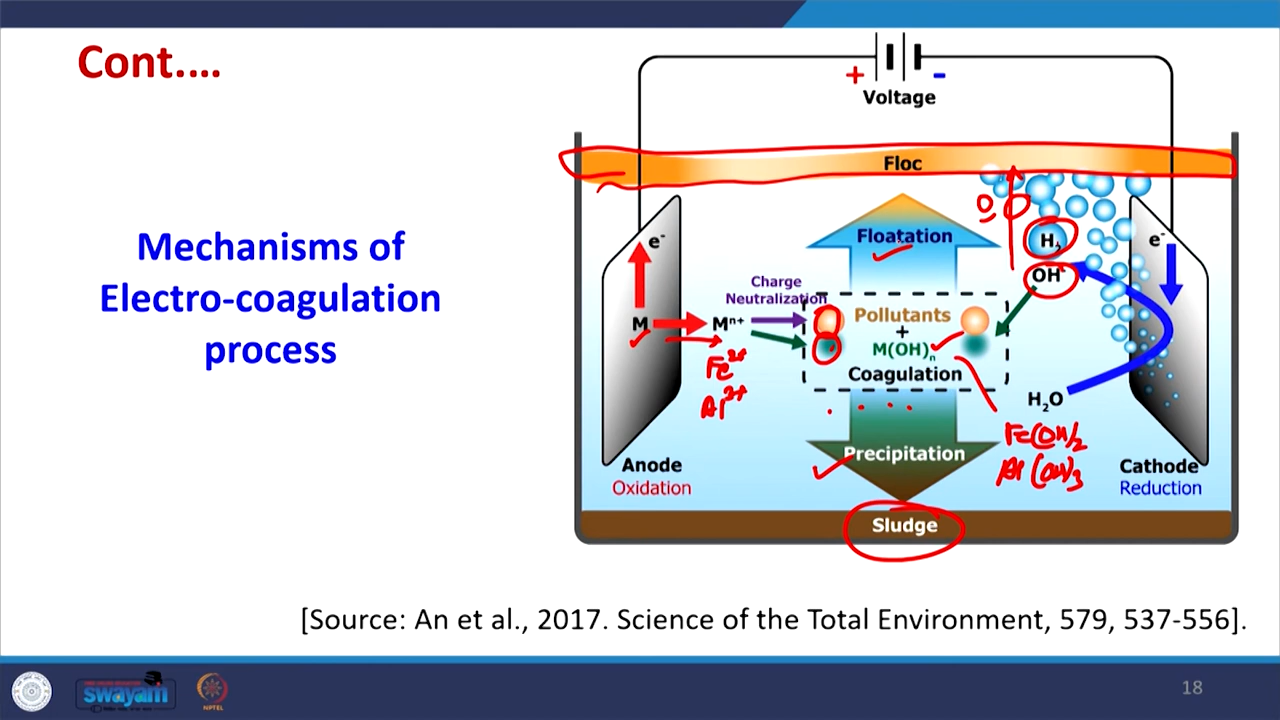 Cont.…
Mechanisms of
Electro-coagulation
process
+ -
Voltage
Floc
e-
Floatation
H2
e-
OH-
Charge
Neutralization
M
Mn+
Pollutants
+
M(OH)n
Coagulation
Fe2+
Al3+
H2O
Fe(OH)2
Al(OH)3
Precipitation
Anode
Oxidation
Cathode
Reduction
Sludge
[Source: An et al., 2017. Science of the Total Environment, 579, 537-556].
swayam
NPTEL
18